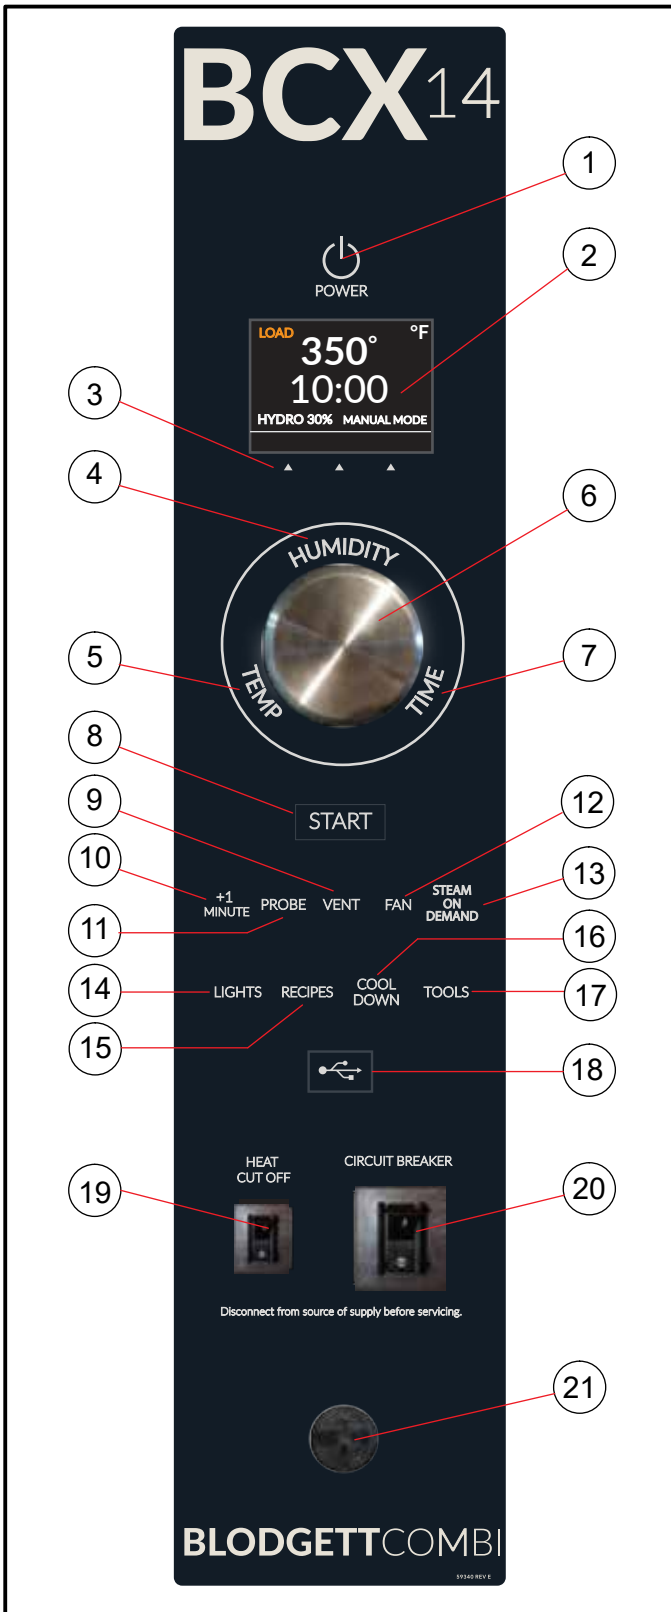 BCX14
1
POWER
2
LOAD °F
350°
10:00
HYDRO 30% MANUAL MODE
3
4
HUMIDITY
6
5
TEMP
TIME
7
8
START
9
12
10
+1
MINUTE
PROBE
VENT
FAN
STEAM
ON
DEMAND
13
11
16
14
LIGHTS
RECIPES
COOL
DOWN
TOOLS
17
15
18
HEAT
CUT OFF
CIRCUIT BREAKER
19
20
Disconnect from source of supply before servicing.
21
BLODGETTCOMBI
59340 REV E